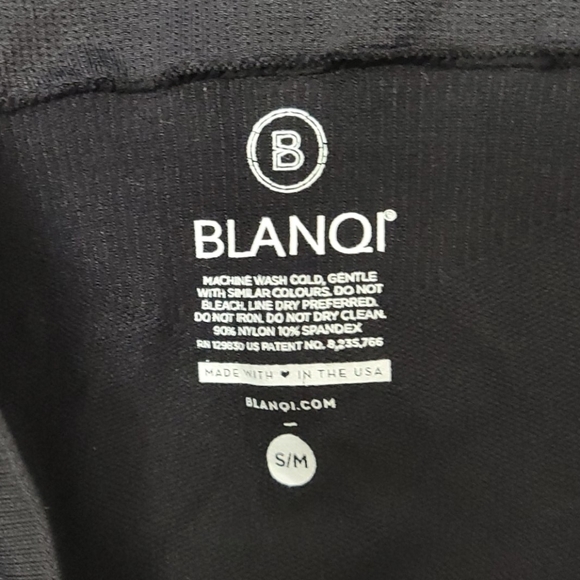 B
BLANQI®
MACHINE WASH COLD, GENTLE
WITH SIMILAR COLOURS. DO NOT
BLEACH. LINE DRY PREFERRED.
DO NOT IRON. DO NOT DRY CLEAN.
90% NYLON 10% SPANDEX
RN 129830 US PATENT NO. 8,235,766
MADE WITH ♥ IN THE USA
BLANQI.COM
S/M